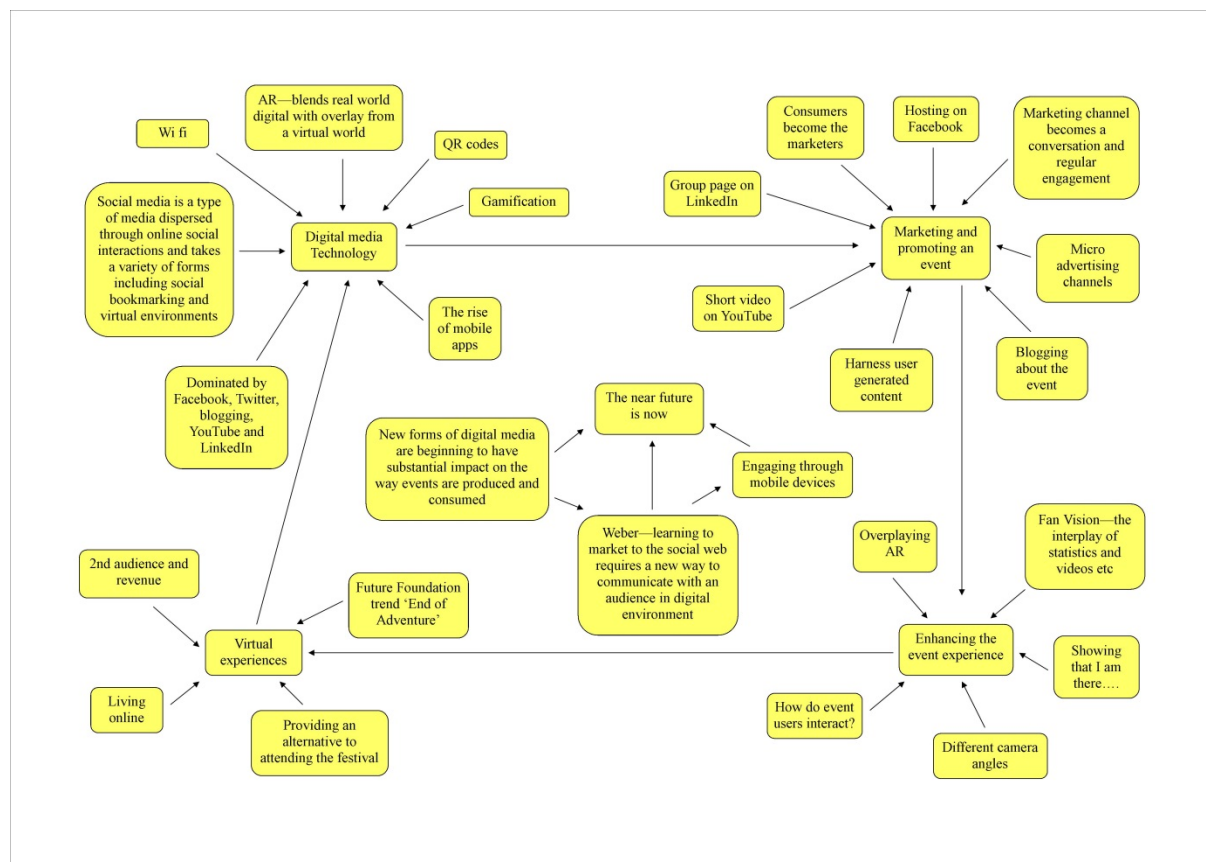 Wi fi
AR—blends real world
digital with overlay from
a virtual world
QR codes
Gamification
Social media is a type
of media dispersed
through online social
interactions and takes
a variety of forms
including social
bookmarking and
virtual environments
Digital media
Technology
The rise
of mobile
apps
Dominated by
Facebook, Twitter,
blogging,
YouTube and
LinkedIn
Consumers
become the
marketers
Hosting on
Facebook
Marketing channel
becomes a
conversation and
regular
engagement
Group page on
LinkedIn
Marketing and
promoting an
event
Micro
advertising
channels
Short video
on YouTube
Harness user
generated
content
Blogging
about the
event
The near future
is now
New forms of digital media
are beginning to have
substantial impact on the
way events are produced and
consumed
Engaging through
mobile devices
Weber—learning to
market to the social web
requires a new way to
communicate with an
audience in digital
environment
2nd audience and
revenue
Future Foundation
trend ‘End of
Adventure’
Virtual
experiences
Living
online
Providing an
alternative to
attending the festival
Overplaying
AR
Fan Vision—the
interplay of
statistics and
videos etc
Enhancing the
event experience
Showing
that I am
there….
How do event
users interact?
Different camera
angles